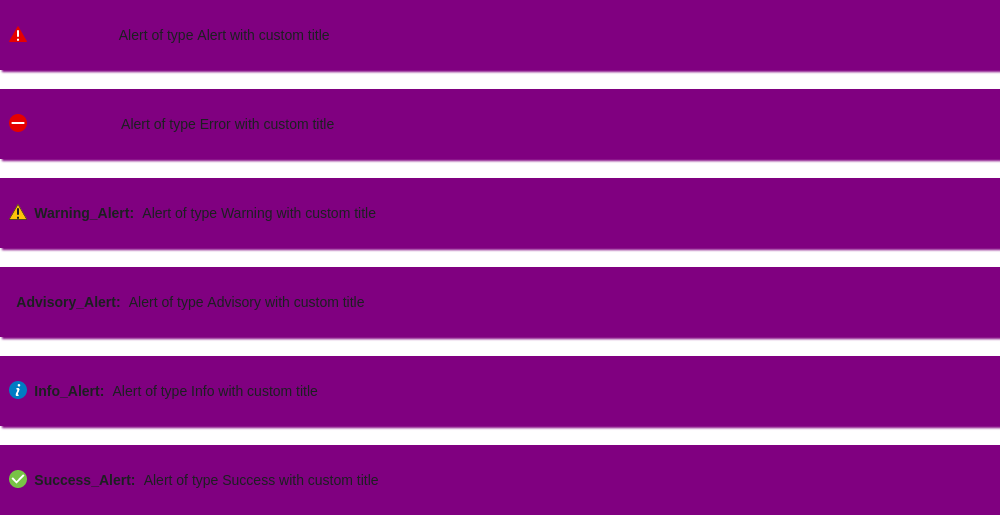 Alert of type Alert with custom title
Alert of type Error with custom title
Warning_Alert: Alert of type Warning with custom title
Advisory_Alert: Alert of type Advisory with custom title
Info_Alert: Alert of type Info with custom title
Success_Alert: Alert of type Success with custom title